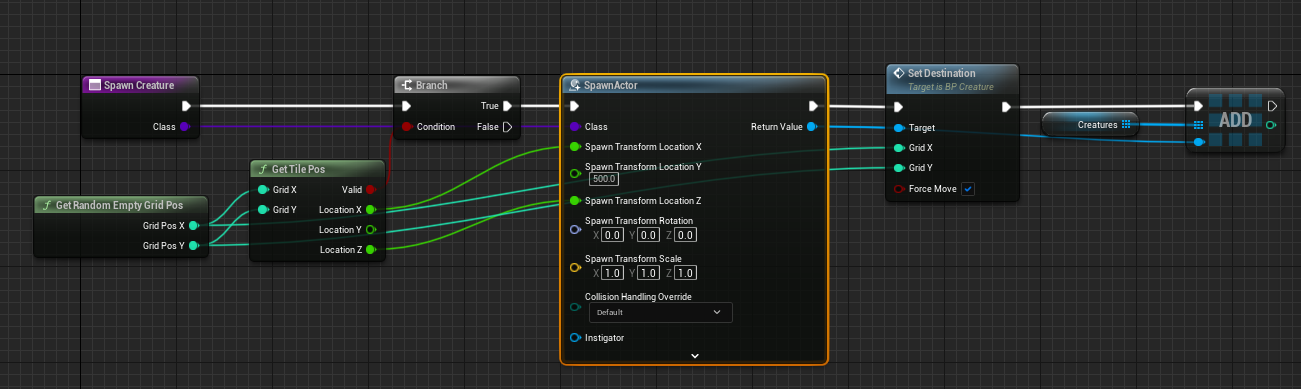 Spawn Creature
Class
Get Random Empty Grid Pos
Grid Pos X
Grid Pos Y
Get Tile Pos
Grid X Valid
Grid Y Location X
Location Y
Location Z
Branch
True
Condition False
SpawnActor
Class Return Value
Spawn Transform Location X
Spawn Transform Location Y
500.0
Spawn Transform Location Z
Spawn Transform Rotation
X 0.0 Y 0.0 Z 0.0
Spawn Transform Scale
X 1.0 Y 1.0 Z 1.0
Collision Handling Override
Default
Instigator
Set Destination
Target is BP Creature
Target
Grid X
Grid Y
Force Move
Creatures
ADD